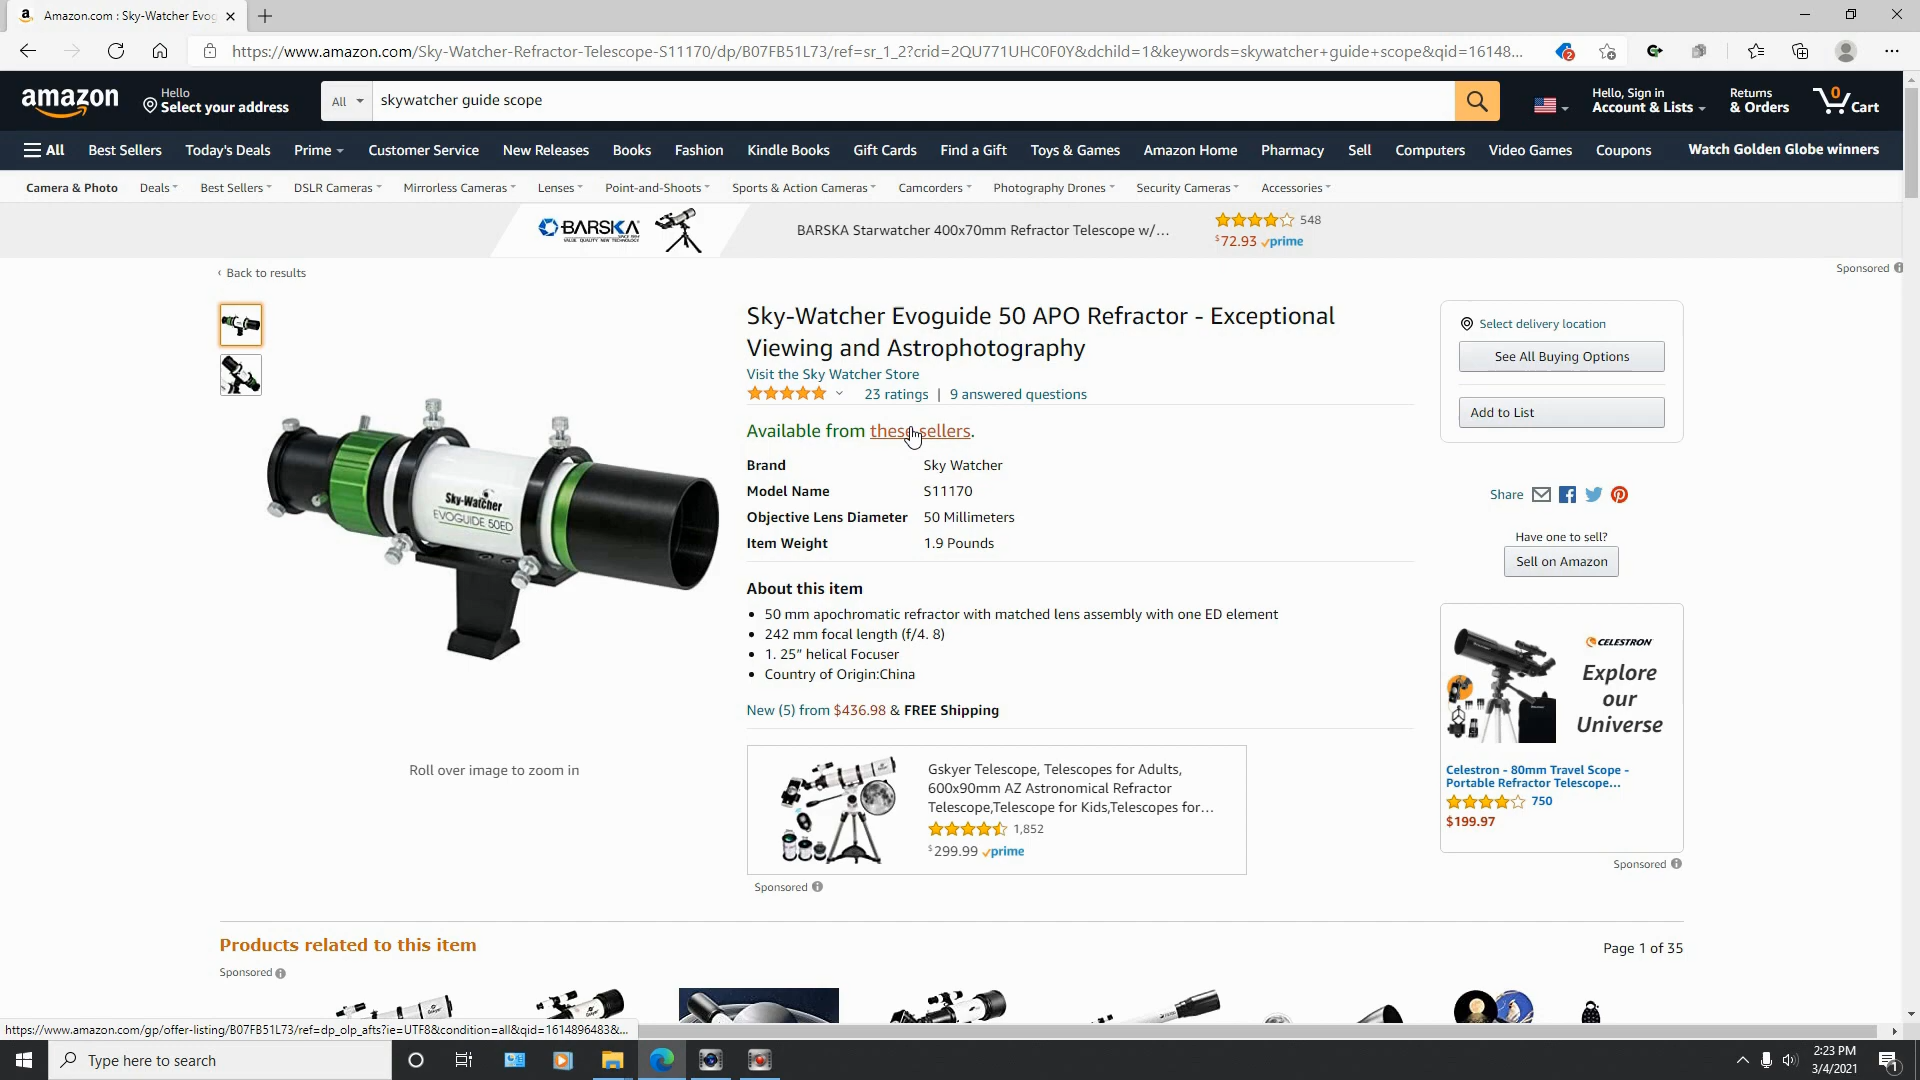 Amazon.com : Sky-Watcher Evog
https://www.amazon.com/Sky-Watcher-Refractor-Telescope-S11170/dp/B07FB51L73/ref=sr_1_2?crid=2QU771UHC0F0Y&dchild=1&keywords=skywatcher+guide+scope&qid=16148...
2
amazon
Hello
Select your address
All
skywatcher guide scope
Hello, Sign in
Account & Lists
Returns
& Orders
0
Cart
All
Best Sellers
Today's Deals
Prime
Customer Service
New Releases
Books
Fashion
Kindle Books
Gift Cards
Find a Gift
Toys & Games
Amazon Home
Pharmacy
Sell
Computers
Video Games
Coupons
Watch Golden Globe winners
Camera & Photo
Deals
Best Sellers
DSLR Cameras
Mirrorless Cameras
Lenses
Point-and-Shoots
Sports & Action Cameras
Camcorders
Photography Drones
Security Cameras
Accessories
BARSKA
BARSKA Starwatcher 400x70mm Refractor Telescope w/...
548
$72.93 prime
Sponsored
‹ Back to results
Sky-Watcher Evoguide 50 APO Refractor - Exceptional
Viewing and Astrophotography
Visit the Sky Watcher Store
23 ratings | 9 answered questions
Available from these sellers.
Brand Sky Watcher
Model Name S11170
Objective Lens Diameter 50 Millimeters
Item Weight 1.9 Pounds
About this item
• 50 mm apochromatic refractor with matched lens assembly with one ED element
• 242 mm focal length (f/4. 8)
• 1. 25" helical Focuser
• Country of Origin:China
New (5) from $436.98 & FREE Shipping
Sky-Watcher
EVOGUIDE 50ED
Roll over image to zoom in
Gskyer Telescope, Telescopes for Adults,
600x90mm AZ Astronomical Refractor
Telescope,Telescope for Kids,Telescopes for...
1,852
$299.99 prime
Sponsored
Select delivery location
See All Buying Options
Add to List
Share
Have one to sell?
Sell on Amazon
CELESTRON
Explore
our
Universe
Celestron - 80mm Travel Scope -
Portable Refractor Telescope...
750
$199.97
Sponsored
Products related to this item
Page 1 of 35
Sponsored
https://www.amazon.com/gp/offer-listing/B07FB51L73/ref=dp_olp_afts?ie=UTF8&condition=all&qid=1614896483&...
Type here to search
2:23 PM
3/4/2021
1